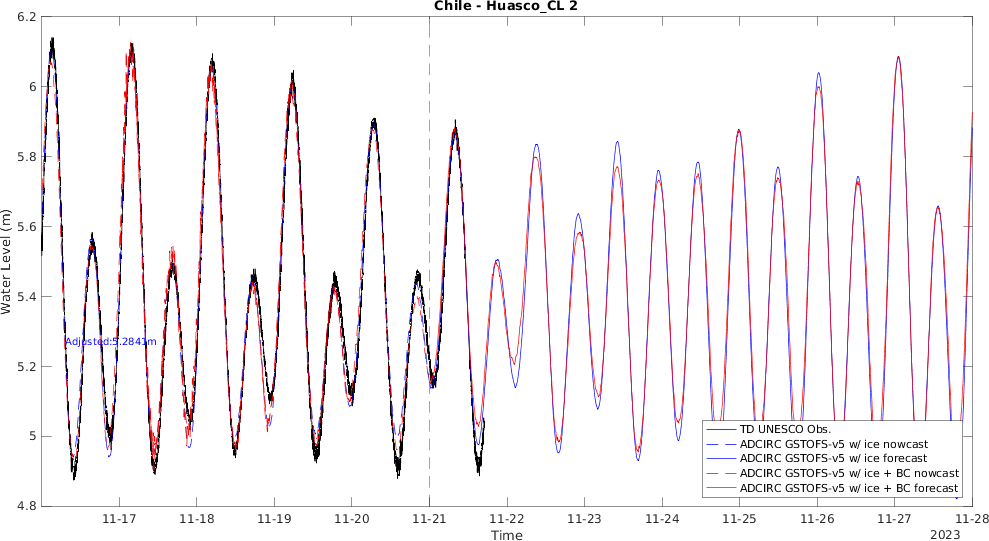 Chile - Huasco_CL 2
6.2
6
5.8
5.6
5.4
5.2
5
4.8
Water Level (m)
Adjusted:5.2841m
TD UNESCO Obs.
ADCIRC GSTOFS-v5 w/ ice nowcast
ADCIRC GSTOFS-v5 w/ ice forecast
ADCIRC GSTOFS-v5 w/ ice + BC nowcast
ADCIRC GSTOFS-v5 w/ ice + BC forecast
11-17 11-18 11-19 11-20 11-21 11-22 11-23 11-24 11-25 11-26 11-27 11-28
Time
2023